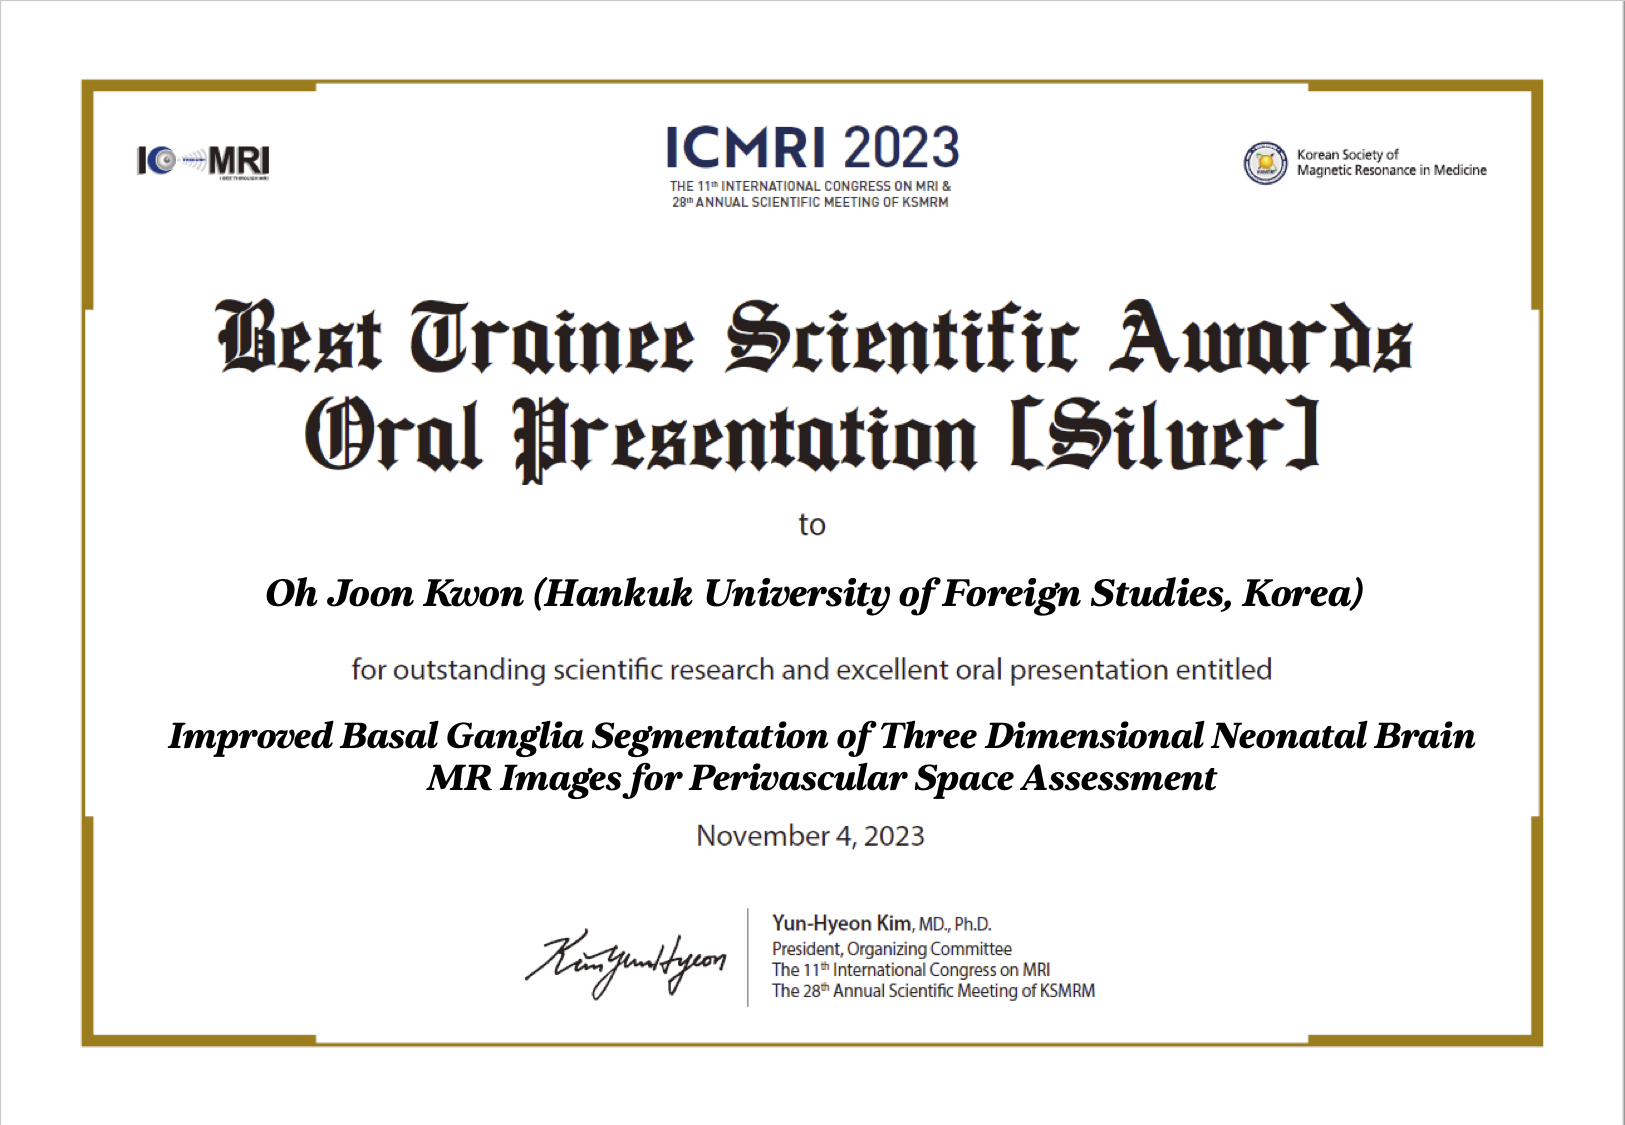 ICMRI
I SEE THROUGH MRI
ICMRI 2023
THE 11th INTERNATIONAL CONGRESS ON MRI &
28th ANNUAL SCIENTIFIC MEETING OF KSMRM
Korean Society of
Magnetic Resonance in Medicine
Best Trainee Scientific Awards
Oral Presentation [Silver]
to
Oh Joon Kwon (Hankuk University of Foreign Studies, Korea)
for outstanding scientific research and excellent oral presentation entitled
Improved Basal Ganglia Segmentation of Three Dimensional Neonatal Brain
MR Images for Perivascular Space Assessment
November 4, 2023
Kim Yun Hyeon
Yun-Hyeon Kim, MD., Ph.D.
President, Organizing Committee
The 11th International Congress on MRI
The 28th Annual Scientific Meeting of KSMRM